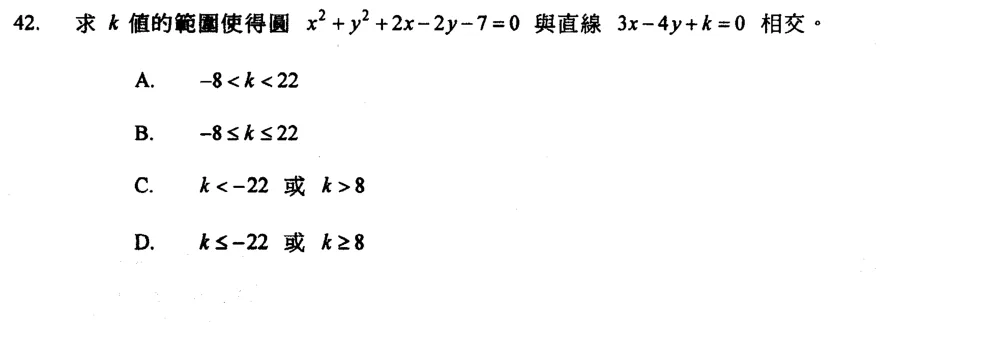 42. 求 k 值的範圍使得圓 x² + y² + 2x − 2y − 7 = 0 與直線 3x − 4y + k = 0 相交。
A. −8 < k < 22
B. −8 ≤ k ≤ 22
C. k < −22 或 k > 8
D. k ≤ −22 或 k ≥ 8